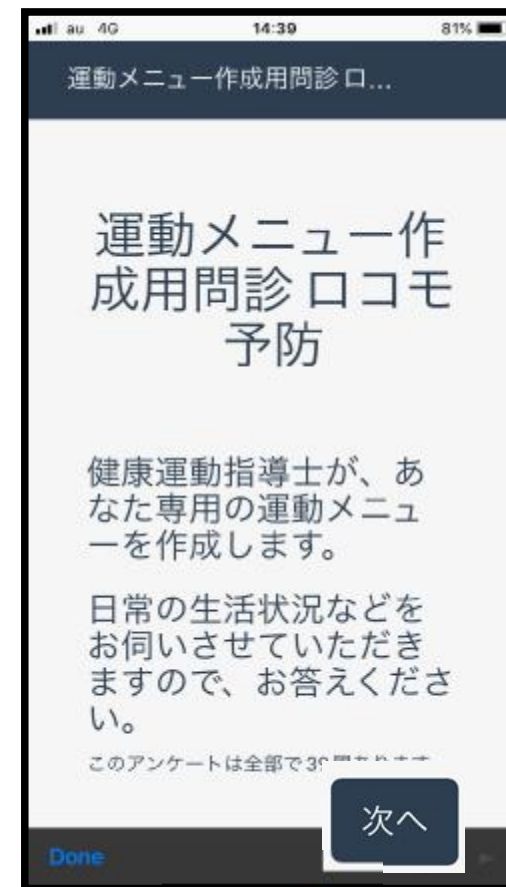 au 4G 14:39 81%
運動メニュー作成用問診 ロ...
運動メニュー作
成用問診 ロコモ
予防
健康運動指導士が、あ
なた専用の運動メニュ
ーを作成します。
日常の生活状況などを
お伺いさせていただき
ますので、お答えくださ
い。
このアンケートは全部で
次へ
Done